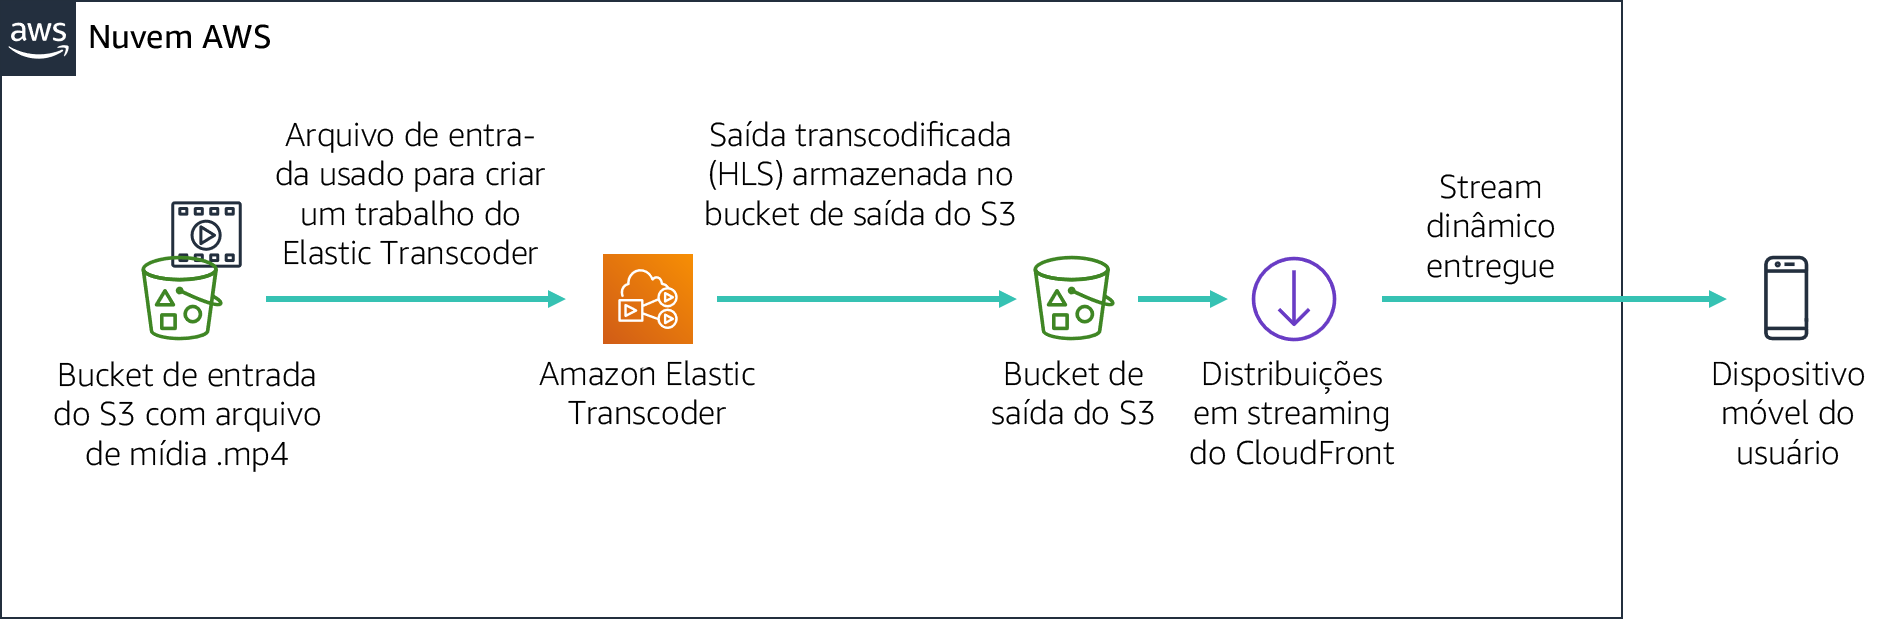 aws
Nuvem AWS
Arquivo de entra-
da usado para criar
um trabalho do
Elastic Transcoder
Saída transcodificada
(HLS) armazenada no
bucket de saída do S3
Stream
dinâmico
entregue
Bucket de entrada
do S3 com arquivo
de mídia .mp4
Amazon Elastic
Transcoder
Bucket de
saída do S3
Distribuições
em streaming
do CloudFront
Dispositivo
móvel do
usuário